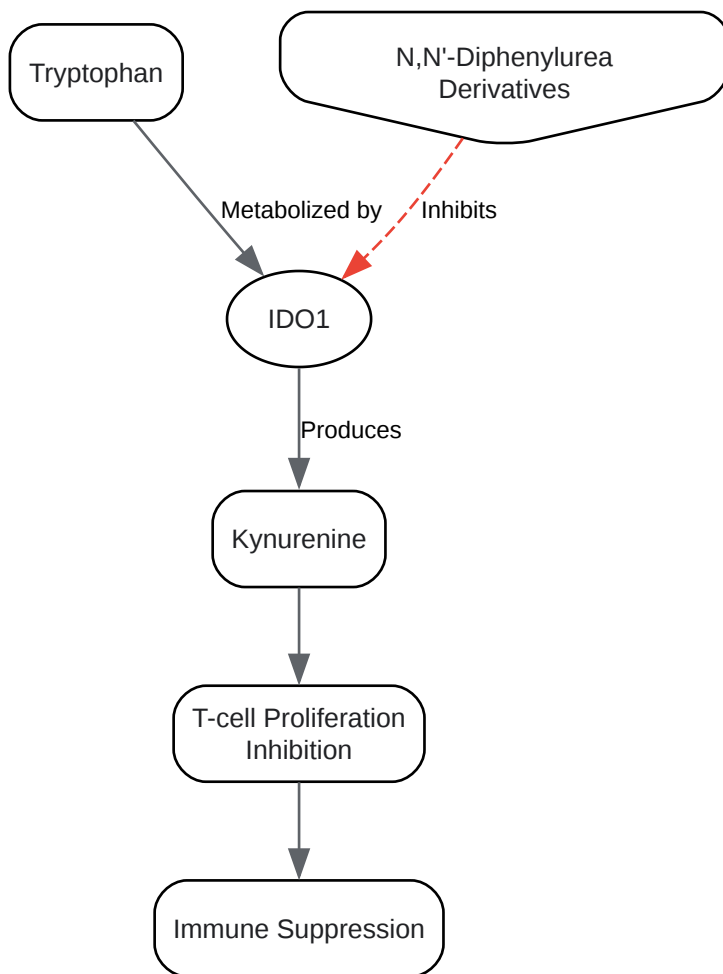 Tryptophan
N,N'-Diphenylurea
Derivatives
Metabolized by
Inhibits
IDO1
Produces
Kynurenine
T-cell Proliferation
Inhibition
Immune Suppression